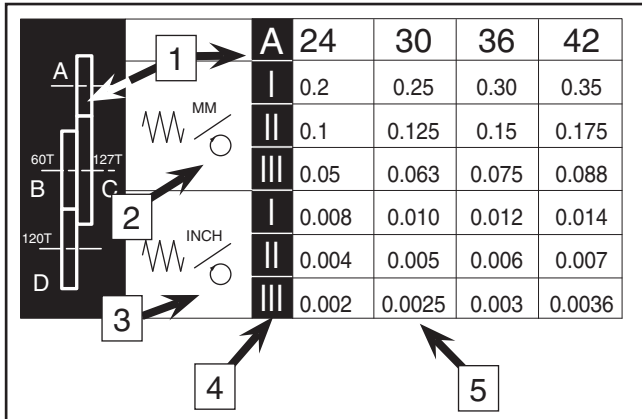 A 24 30 36 42
1
A
I 0.2 0.25 0.30 0.35
MM
II 0.1 0.125 0.15 0.175
60T 127T
III 0.05 0.063 0.075 0.088
B C
2
I 0.008 0.010 0.012 0.014
INCH
120T
II 0.004 0.005 0.006 0.007
D
III 0.002 0.0025 0.003 0.0036
3
4
5